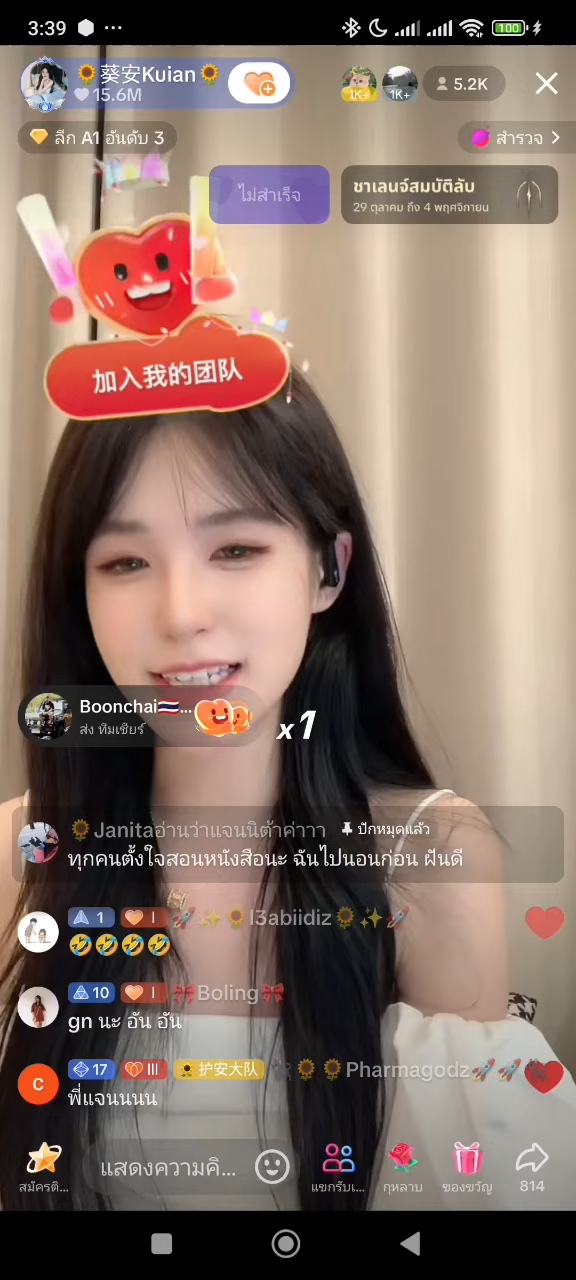 3:39
100
🌻葵安Kuian🌻
15.6M
1K+
1K+
5.2K
ลีก A1 อันดับ 3
สำรวจ
ไม่สำเร็จ
ชาเลนจ์สมบัติลับ
29 ตุลาคม ถึง 4 พฤศจิกายน
加入我的团队
Boonchai🇹🇭...
ส่ง ทีมเชียร์
x1
🌻Janitaอ่านว่าแจนนิต้าค่าาา ปักหมุดแล้ว
ทุกคนตั้งใจสอนหนังสือนะ ฉันไปนอนก่อน ฝันดี
1 I 🚀✨🌻l3abiidiz🌻✨🚀
🤣🤣🤣🤣
10 I 🎀Boling🎀
gn นะ อัน อัน
C
17 III 护安大队 🌻🌻Pharmagodz🚀🚀
พี่แจนนนนน
สมัครติ...
แสดงความคิ...
แขกรับเ...
กุหลาบ
ของขวัญ
814